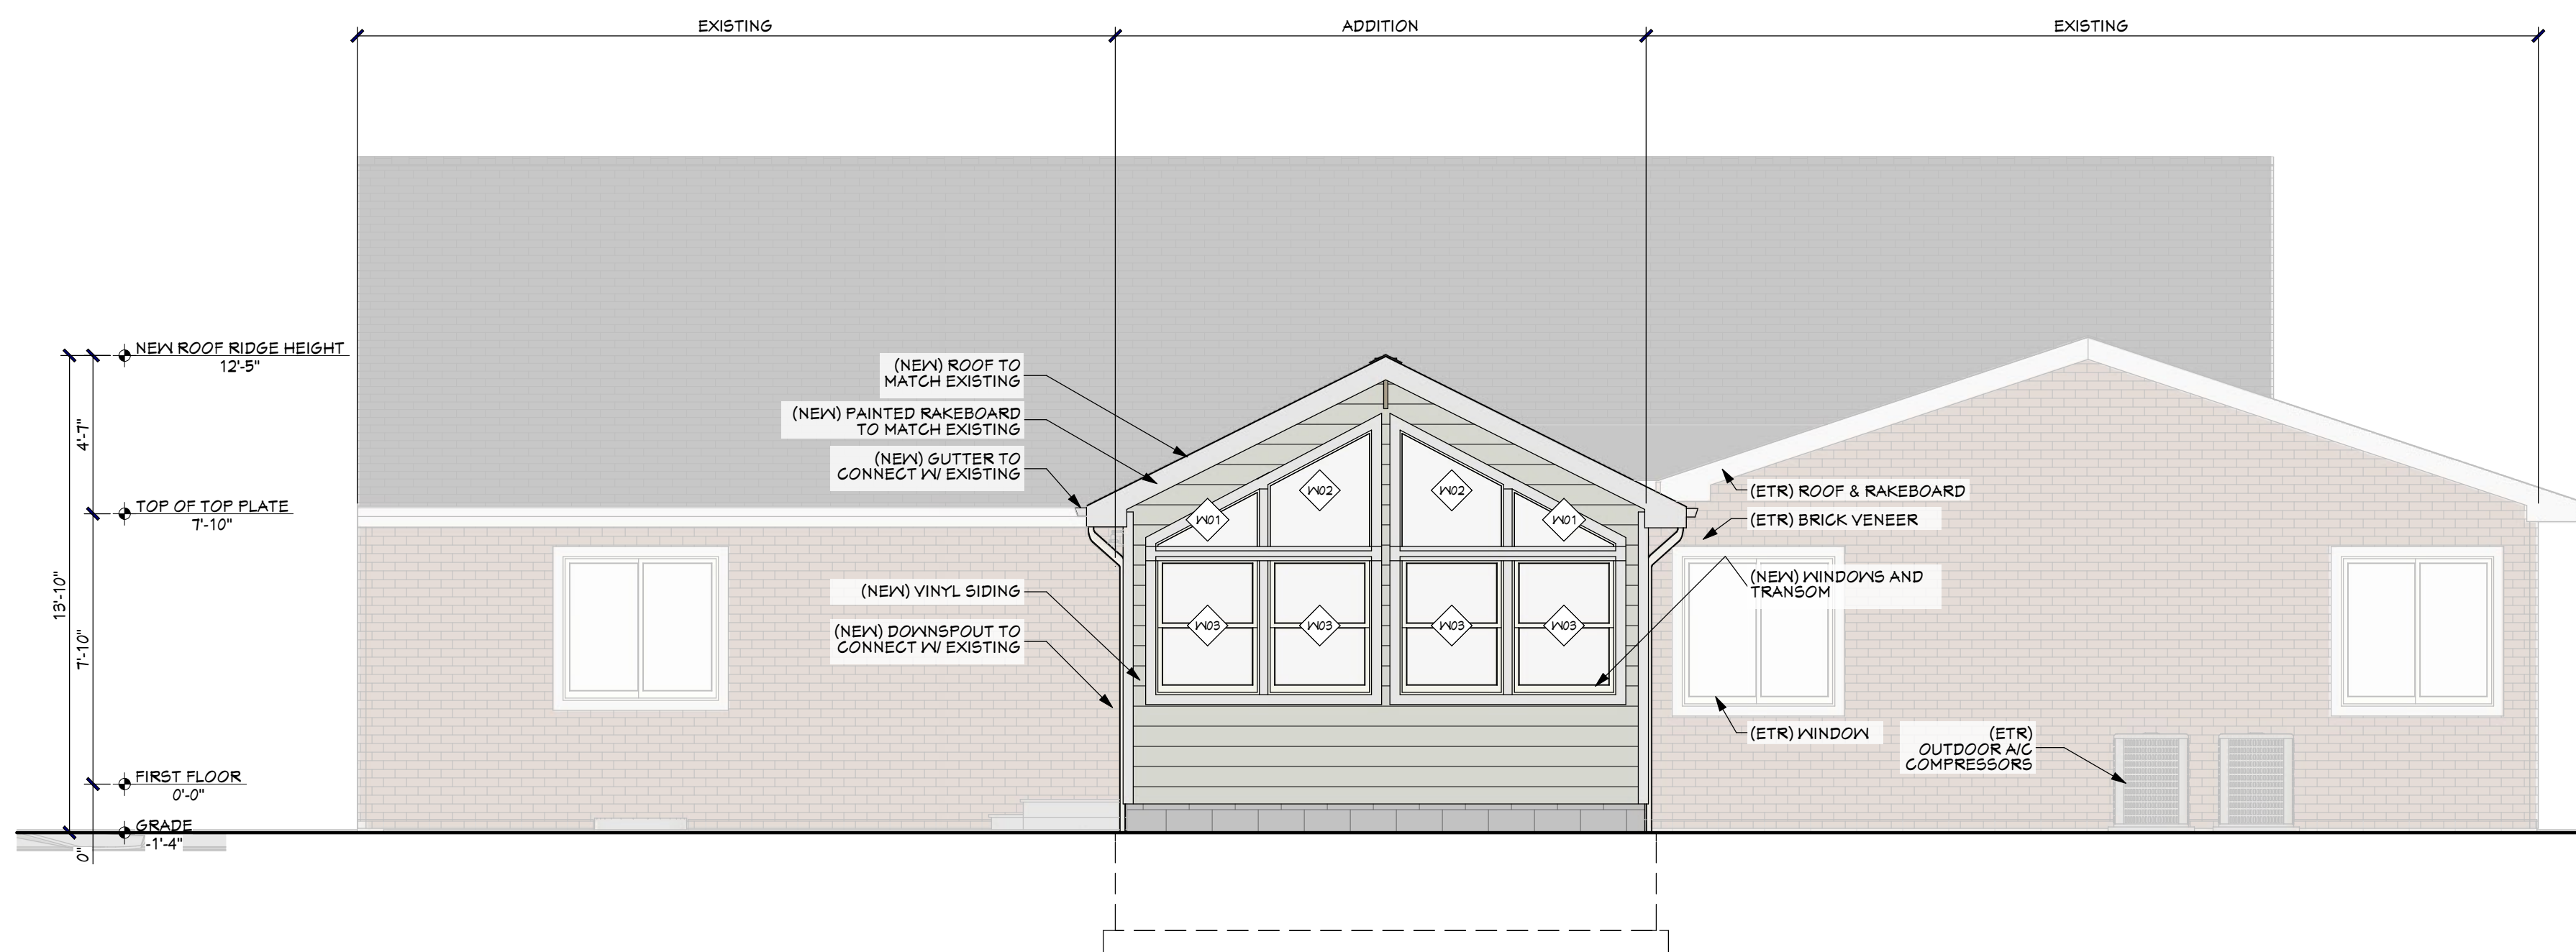 EXISTING
ADDITION
EXISTING
NEW ROOF RIDGE HEIGHT
12'-5"
(NEW) ROOF TO
MATCH EXISTING
(NEW) PAINTED RAKEBOARD
TO MATCH EXISTING
(NEW) GUTTER TO
CONNECT W/ EXISTING
4'-7"
TOP OF TOP PLATE
7'-10"
W02
W02
W01
W01
(ETR) ROOF & RAKEBOARD
(ETR) BRICK VENEER
(NEW) WINDOWS AND
TRANSOM
(NEW) VINYL SIDING
(NEW) DOWNSPOUT TO
CONNECT W/ EXISTING
W03
W03
W03
W03
13'-10"
7'-10"
(ETR) WINDOW
(ETR)
OUTDOOR A/C
COMPRESSORS
FIRST FLOOR
0'-0"
GRADE
-1'-4"
0"